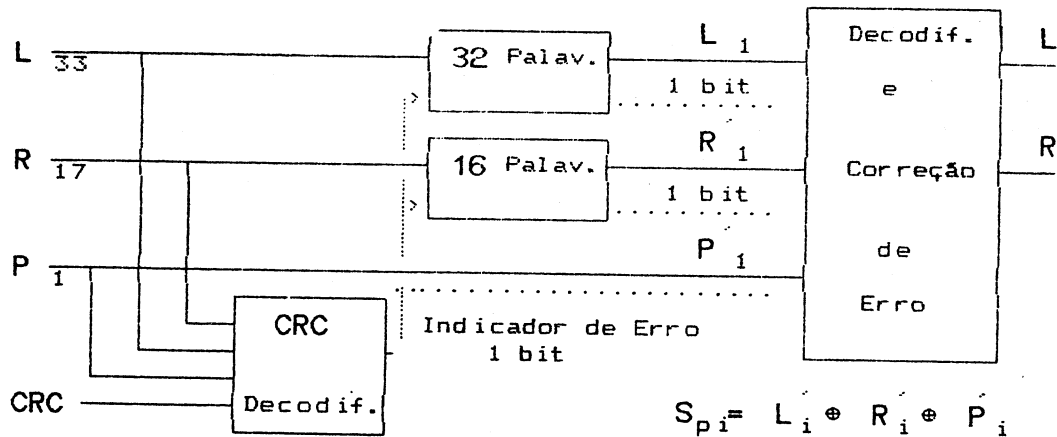 L 33
32 Palav.
L 1
1 bit
Decodif.
e
Correção
de
Erro
L
R 17
16 Palav.
R 1
1 bit
R
P 1
P 1
Indicador de Erro
1 bit
CRC
Decodif.
CRC
S p i = L i ⊕ R i ⊕ P i